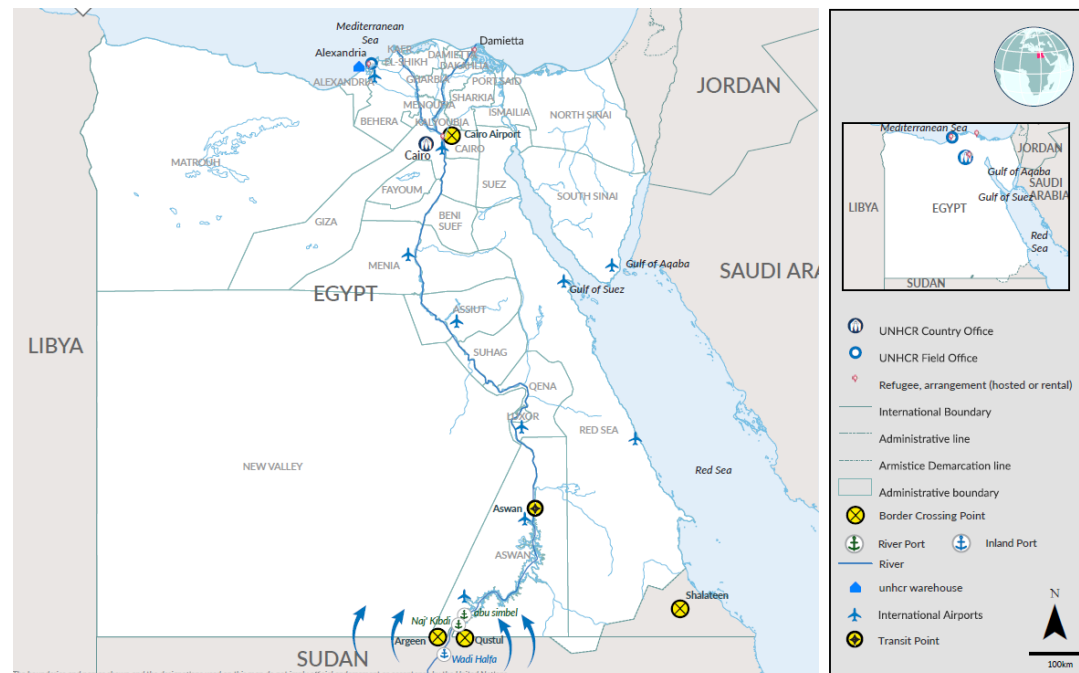 Mediterranean
Sea
Alexandria
Damietta
KAFR
EL-SHIKH
DAMIETTA
DAKAHLIA
ALEXANDRIA
GHARBIA
PORT SAID
SHARKIA
MENOUFIA
ISMAILIA
BEHERA
KALYOUBIA
NORTH SINAI
JORDAN
Cairo Airport
Cairo
CAIRO
MATROUH
SUEZ
FAYOUM
SOUTH SINAI
GIZA
BENI
SUEF
MENIA
Gulf of Aqaba
SAUDI ARA
Gulf of Suez
EGYPT
ASSIUT
LIBYA
SUHAG
QENA
LUXOR
RED SEA
NEW VALLEY
Red Sea
Aswan
ASWAN
Shalateen
abu simbel
Naj Kibdi
Argeen
Qustul
Wadi Halfa
SUDAN
Mediterranean Sea
JORDAN
Gulf of Aqaba
SAUDI
ARABIA
Gulf of Suez
LIBYA
EGYPT
Red
Sea
SUDAN
UNHCR Country Office
UNHCR Field Office
Refugee, arrangement (hosted or rental)
International Boundary
Administrative line
Armistice Demarcation line
Administrative boundary
Border Crossing Point
River Port
Inland Port
River
unhcr warehouse
International Airports
Transit Point
N
100km